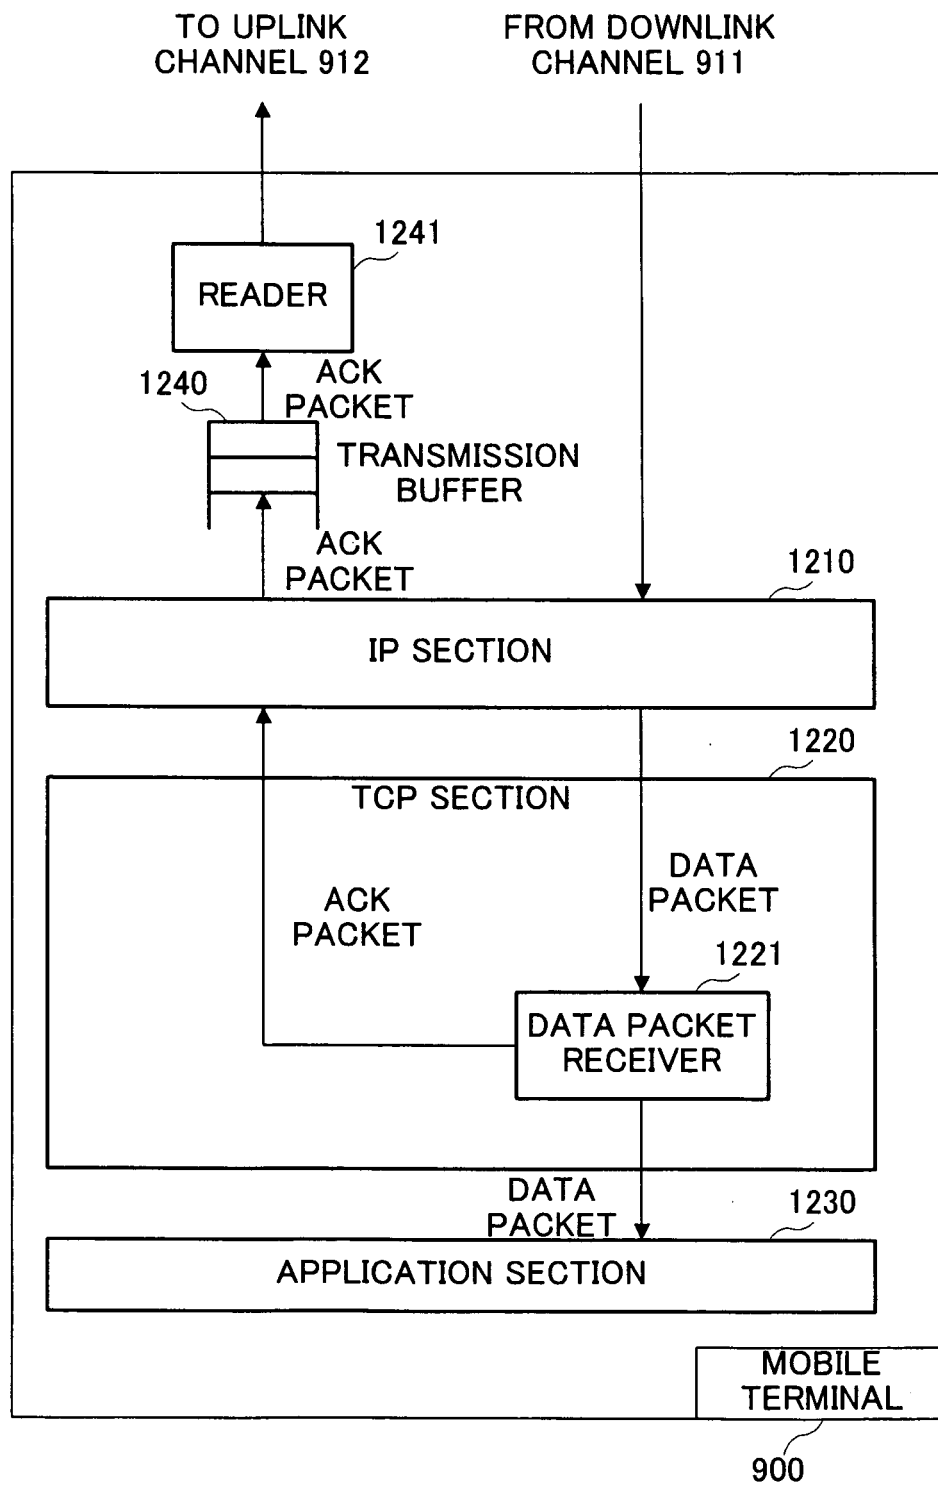 TO UPLINK
CHANNEL 912
FROM DOWNLINK
CHANNEL 911
1241
READER
1240
ACK
PACKET
TRANSMISSION
BUFFER
ACK
PACKET
1210
IP SECTION
1220
TCP SECTION
DATA
PACKET
ACK
PACKET
1221
DATA PACKET
RECEIVER
DATA
PACKET
1230
APPLICATION SECTION
MOBILE
TERMINAL
900